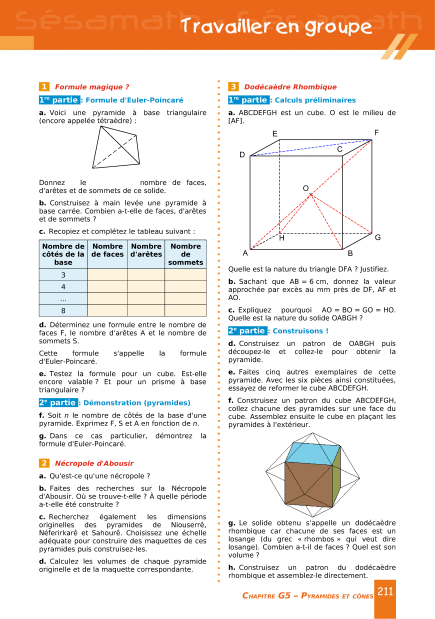 Sésamath
Sésamath
Travailler en groupe
1 Formule magique ?
1re partie : Formule d'Euler-Poincaré
a. Voici une pyramide à base triangulaire
(encore appelée tétraèdre) :
Donnez le nombre de faces,
d'arêtes et de sommets de ce solide.
b. Construisez à main levée une pyramide à
base carrée. Combien a-t-elle de faces, d'arêtes
et de sommets ?
c. Recopiez et complétez le tableau suivant :
Nombre de côtés de la base
Nombre de faces
Nombre d'arêtes
Nombre de sommets
3
4
...
8
d. Déterminez une formule entre le nombre de
faces F, le nombre d'arêtes A et le nombre de
sommets S.
Cette formule s'appelle la formule
d'Euler-Poincaré.
e. Testez la formule pour un cube. Est-elle
encore valable ? Et pour un prisme à base
triangulaire ?
2e partie : Démonstration (pyramides)
f. Soit n le nombre de côtés de la base d'une
pyramide. Exprimez F, S et A en fonction de n.
g. Dans ce cas particulier, démontrez la
formule d'Euler-Poincaré.
2 Nécropole d'Abousir
a. Qu'est-ce qu'une nécropole ?
b. Faites des recherches sur la Nécropole
d'Abousir. Où se trouve-t-elle ? À quelle période
a-t-elle été construite ?
c. Recherchez également les dimensions
originelles des pyramides de Niouserrê,
Néferirkarê et Sahourê. Choisissez une échelle
adéquate pour construire des maquettes de ces
pyramides puis construisez-les.
d. Calculez les volumes de chaque pyramide
originelle et de la maquette correspondante.
3 Dodécaèdre Rhombique
1re partie : Calculs préliminaires
a. ABCDEFGH est un cube. O est le milieu de
[AF].
E
F
D
C
O
H
G
A
B
Quelle est la nature du triangle DFA ? Justifiez.
b. Sachant que AB = 6 cm, donnez la valeur
approchée par excès au mm près de DF, AF et
AO.
c. Expliquez pourquoi AO = BO = GO = HO.
Quelle est la nature du solide OABGH ?
2e partie : Construisons !
d. Construisez un patron de OABGH puis
découpez-le et collez-le pour obtenir la
pyramide.
e. Faites cinq autres exemplaires de cette
pyramide. Avec les six pièces ainsi constituées,
essayez de reformer le cube ABCDEFGH.
f. Construisez un patron du cube ABCDEFGH,
collez chacune des pyramides sur une face du
cube. Assemblez ensuite le cube en plaçant les
pyramides à l'extérieur.
g. Le solide obtenu s'appelle un dodécaèdre
rhombique car chacune de ses faces est un
losange (du grec « rhombos » qui veut dire
losange). Combien a-t-il de faces ? Quel est son
volume ?
h. Construisez un patron du dodécaèdre
rhombique et assemblez-le directement.
CHAPITRE G5 – PYRAMIDES ET CÔNES
211